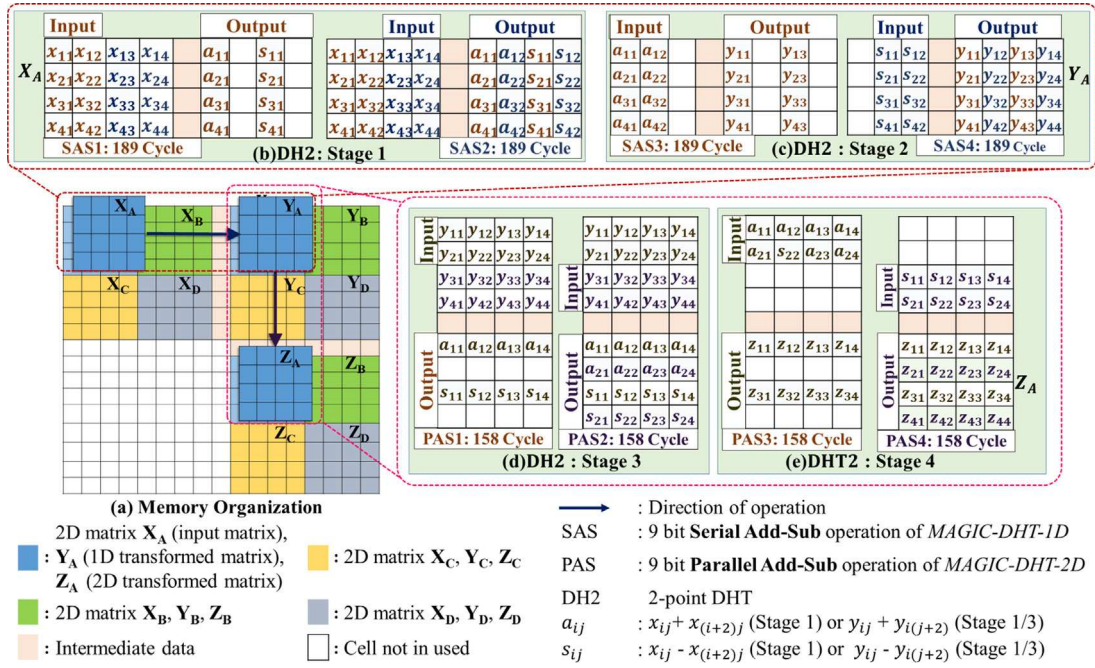 Input Output Input Output
X_A
x₁₁ x₁₂ x₁₃ x₁₄ a₁₁ s₁₁
x₂₁ x₂₂ x₂₃ x₂₄ a₂₁ s₂₁
x₃₁ x₃₂ x₃₃ x₃₄ a₃₁ s₃₁
x₄₁ x₄₂ x₄₃ x₄₄ a₄₁ s₄₁
SAS1: 189 Cycle
x₁₁ x₁₂ x₁₃ x₁₄ a₁₁ a₁₂ s₁₁ s₁₂
x₂₁ x₂₂ x₂₃ x₂₄ a₂₁ a₂₂ s₂₁ s₂₂
x₃₁ x₃₂ x₃₃ x₃₄ a₃₁ a₃₂ s₃₁ s₃₂
x₄₁ x₄₂ x₄₃ x₄₄ a₄₁ a₄₂ s₄₁ s₄₂
SAS2: 189 Cycle
(b)DH2: Stage 1
Input Output Input Output
a₁₁ a₁₂ y₁₁ y₁₃
a₂₁ a₂₂ y₂₁ y₂₃
a₃₁ a₃₂ y₃₁ y₃₃
a₄₁ a₄₂ y₄₁ y₄₃
SAS3: 189 Cycle
s₁₁ s₁₂ y₁₁ y₁₂ y₁₃ y₁₄
s₂₁ s₂₂ y₂₁ y₂₂ y₂₃ y₂₄
s₃₁ s₃₂ y₃₁ y₃₂ y₃₃ y₃₄
s₄₁ s₄₂ y₄₁ y₄₂ y₄₃ y₄₄
Y_A
SAS4: 189 Cycle
(c)DH2 : Stage 2
X_A X_B Y_A Y_B
X_C X_D Y_C Y_D
Z_A Z_B
Z_C Z_D
(a) Memory Organization
Input
y₁₁ y₁₂ y₁₃ y₁₄
y₂₁ y₂₂ y₂₃ y₂₄
y₃₁ y₃₂ y₃₃ y₃₄
y₄₁ y₄₂ y₄₃ y₄₄
Output
a₁₁ a₁₂ a₁₃ a₁₄
s₁₁ s₁₂ s₁₃ s₁₄
PAS1: 158 Cycle
Input
y₁₁ y₁₂ y₁₃ y₁₄
y₂₁ y₂₂ y₂₃ y₂₄
y₃₁ y₃₂ y₃₃ y₃₄
y₄₁ y₄₂ y₄₃ y₄₄
Output
a₁₁ a₁₂ a₁₃ a₁₄
a₂₁ a₂₂ a₂₃ a₂₄
s₁₁ s₁₂ s₁₃ s₁₄
s₂₁ s₂₂ s₂₃ s₂₄
PAS2: 158 Cycle
(d)DH2 : Stage 3
Input
a₁₁ a₁₂ a₁₃ a₁₄
a₂₁ s₂₂ a₂₃ a₂₄
Output
z₁₁ z₁₂ z₁₃ z₁₄
z₃₁ z₃₂ z₃₃ z₃₄
PAS3: 158 Cycle
Input
s₁₁ s₁₂ s₁₃ s₁₄
s₂₁ s₂₂ s₂₃ s₂₄
Output
z₁₁ z₁₂ z₁₃ z₁₄
z₂₁ z₂₂ z₂₃ z₂₄
z₃₁ z₃₂ z₃₃ z₃₄
z₄₁ z₄₂ z₄₃ z₄₄
Z_A
PAS4: 158 Cycle
(e)DHT2 : Stage 4
2D matrix X_A (input matrix),
: Y_A (1D transformed matrix),
Z_A (2D transformed matrix)
: 2D matrix X_C, Y_C, Z_C
: 2D matrix X_B, Y_B, Z_B
: 2D matrix X_D, Y_D, Z_D
: Intermediate data
: Cell not in used
: Direction of operation
SAS : 9 bit Serial Add-Sub operation of MAGIC-DHT-1D
PAS : 9 bit Parallel Add-Sub operation of MAGIC-DHT-2D
DH2 2-point DHT
a_ij : x_ij + x_(i+2)j (Stage 1) or y_ij + y_i(j+2) (Stage 1/3)
s_ij : x_ij - x_(i+2)j (Stage 1) or y_ij - y_i(j+2) (Stage 1/3)